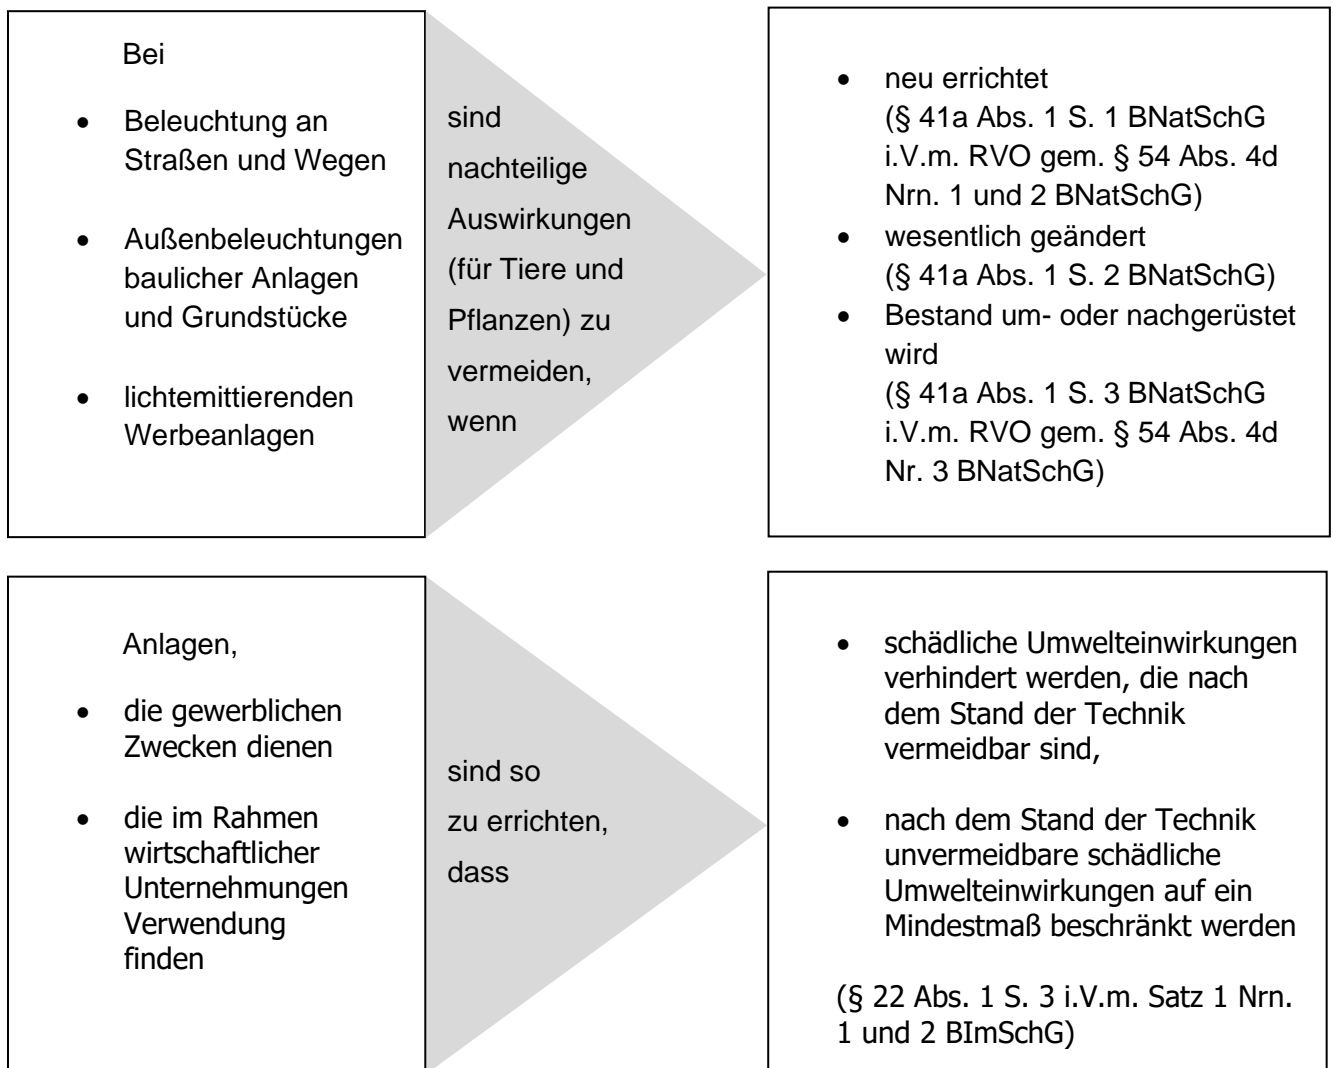 Bei
• Beleuchtung an
Straßen und Wegen
• Außenbeleuchtungen
baulicher Anlagen
und Grundstücke
• lichtemittierenden
Werbeanlagen
sind
nachteilige
Auswirkungen
(für Tiere und
Pflanzen) zu
vermeiden,
wenn
• neu errichtet
(§ 41a Abs. 1 S. 1 BNatSchG
i.V.m. RVO gem. § 54 Abs. 4d
Nrn. 1 und 2 BNatSchG)
• wesentlich geändert
(§ 41a Abs. 1 S. 2 BNatSchG)
• Bestand um- oder nachgerüstet
wird
(§ 41a Abs. 1 S. 3 BNatSchG
i.V.m. RVO gem. § 54 Abs. 4d
Nr. 3 BNatSchG)
Anlagen,
• die gewerblichen
Zwecken dienen
• die im Rahmen
wirtschaftlicher
Unternehmungen
Verwendung
finden
sind so
zu errichten,
dass
• schädliche Umwelteinwirkungen
verhindert werden, die nach
dem Stand der Technik
vermeidbar sind,
• nach dem Stand der Technik
unvermeidbare schädliche
Umwelteinwirkungen auf ein
Mindestmaß beschränkt werden
(§ 22 Abs. 1 S. 3 i.V.m. Satz 1 Nrn.
1 und 2 BImSchG)